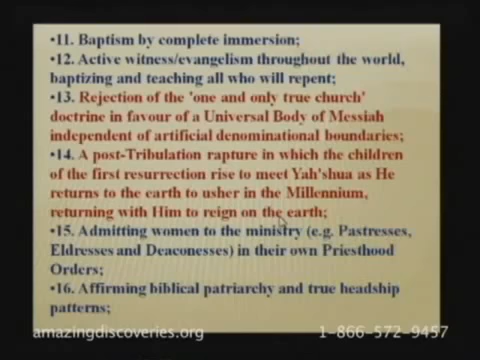 •11. Baptism by complete immersion;
•12. Active witness/evangelism throughout the world,
baptizing and teaching all who will repent;
•13. Rejection of the 'one and only true church'
doctrine in favour of a Universal Body of Messiah
independent of artificial denominational boundaries;
•14. A post-Tribulation rapture in which the children
of the first resurrection rise to meet Yah'shua as He
returns to the earth to usher in the Millennium,
returning with Him to reign on the earth;
•15. Admitting women to the ministry (e.g. Pastresses,
Eldresses and Deaconesses) in their own Priesthood
Orders;
•16. Affirming biblical patriarchy and true headship
patterns;
amazingdiscoveries.org 1-866-572-9457